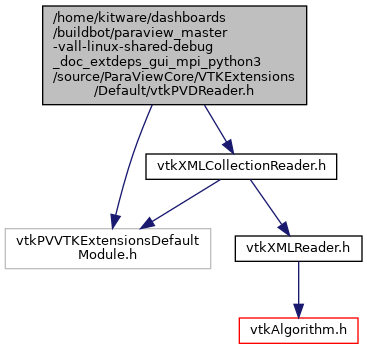 /home/kitware/dashboards
/buildbot/paraview_master
-vall-linux-shared-debug
_doc_extdeps_gui_mpi_python3
/source/ParaViewCore/VTKExtensions
/Default/vtkPVDReader.h
vtkXMLCollectionReader.h
vtkPVVTKExtensionsDefault
Module.h
vtkXMLReader.h
vtkAlgorithm.h